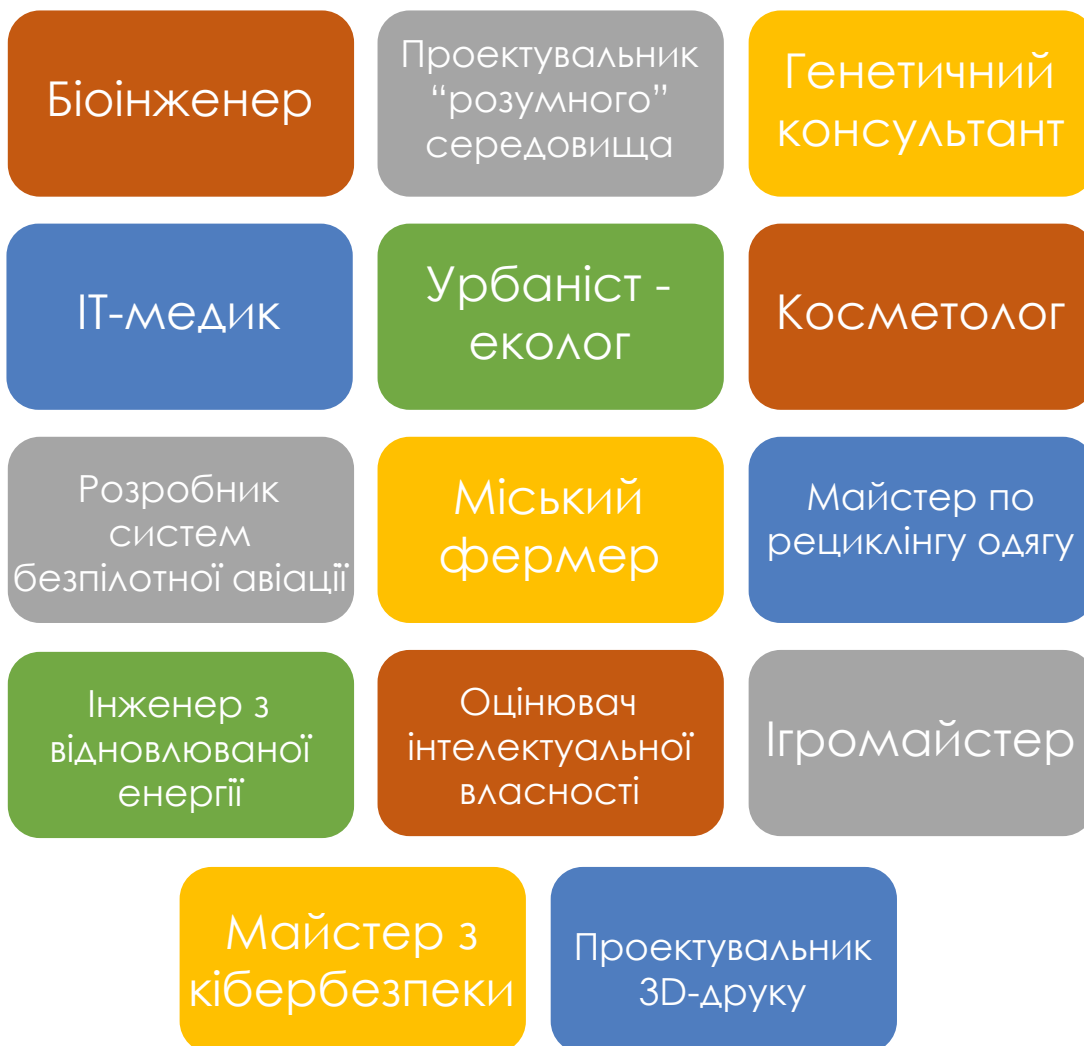 Біоінженер
Проектувальник
“розумного”
середовища
Генетичний
консультант
ІТ-медик
Урбаніст -
еколог
Косметолог
Розробник
систем
безпілотної авіації
Міський
фермер
Майстер по
рециклінгу одягу
Інженер з
відновлюваної
енергії
Оцінювач
інтелектуальної
власності
Ігромайстер
Майстер з
кібербезпеки
Проектувальник
3D-друку